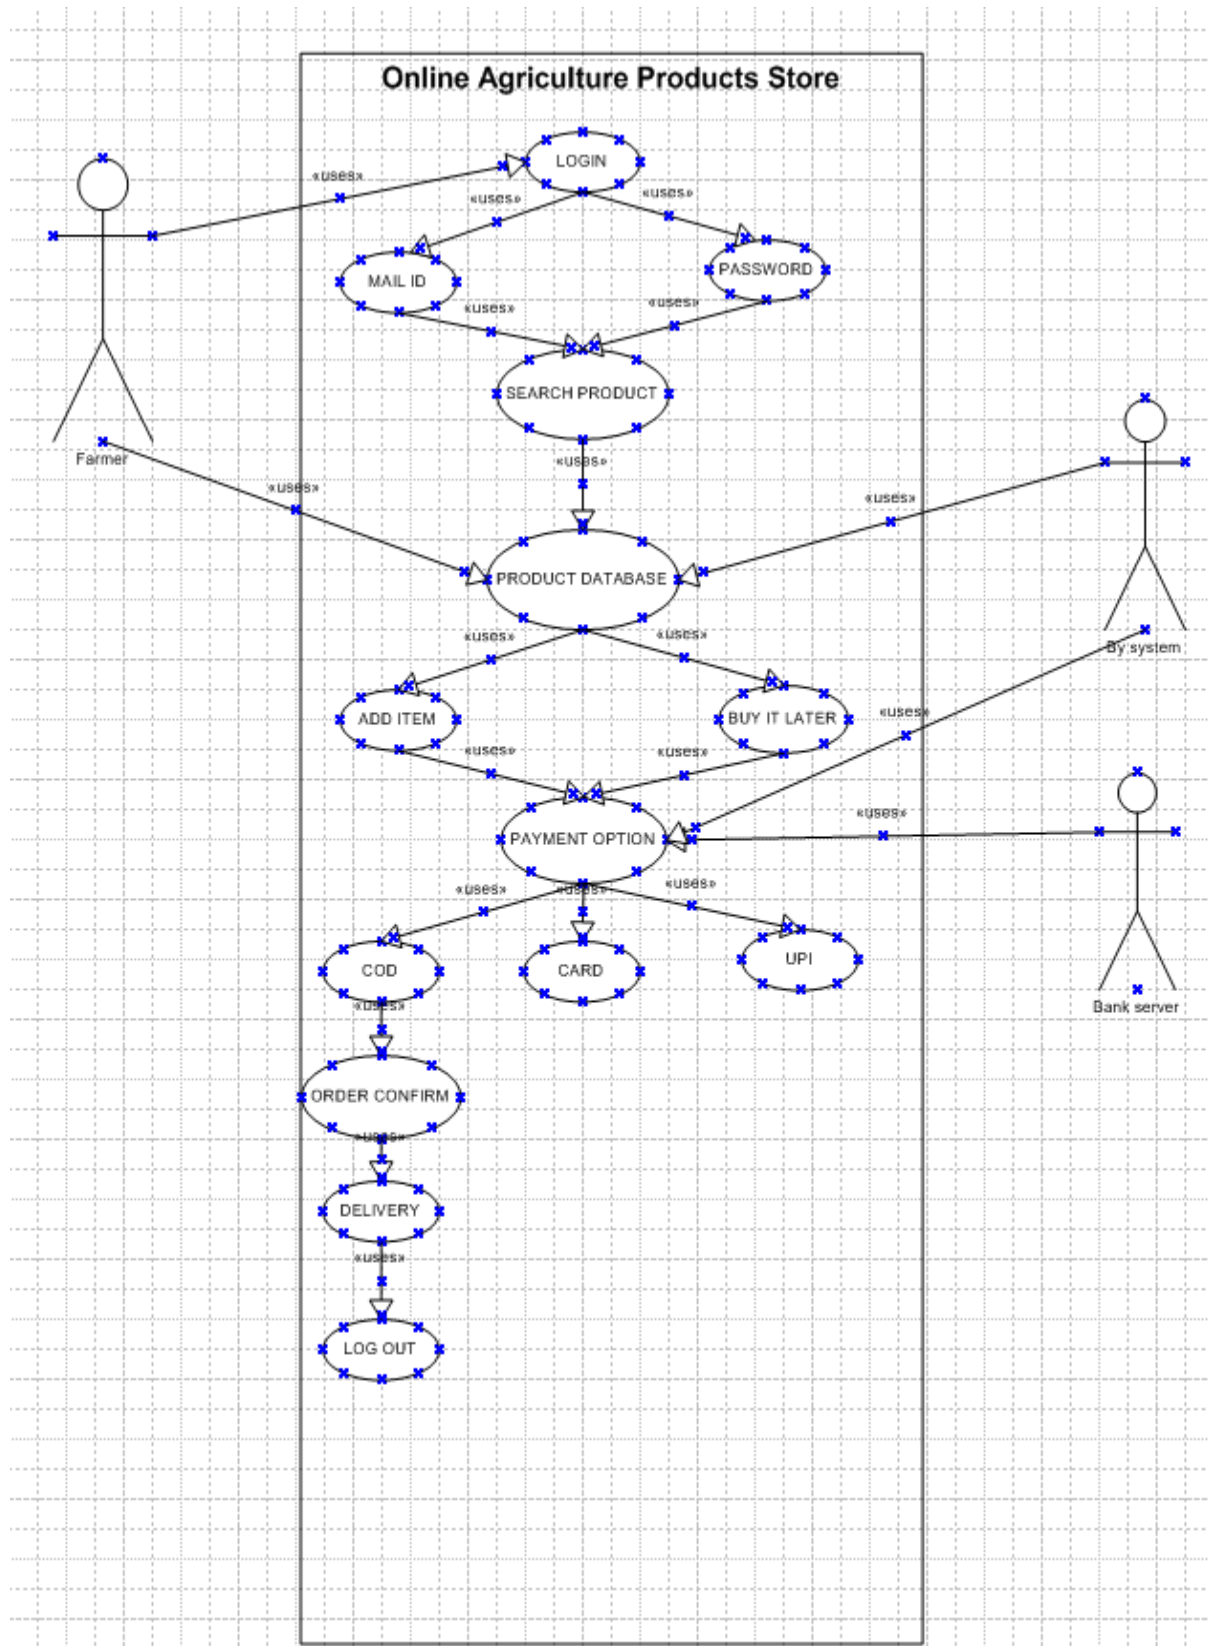 Online Agriculture Products Store
LOGIN
«uses»
«uses»
«uses»
MAIL ID
PASSWORD
«uses»
«uses»
SEARCH PRODUCT
Farmer
«uses»
«uses»
«uses»
PRODUCT DATABASE
«uses»
«uses»
By system
ADD ITEM
BUY IT LATER
«uses»
«uses»
«uses»
PAYMENT OPTION
«uses»
«uses»
«uses»
«uses»
COD
CARD
UPI
«uses»
Bank server
ORDER CONFIRM
«uses»
DELIVERY
«uses»
LOG OUT